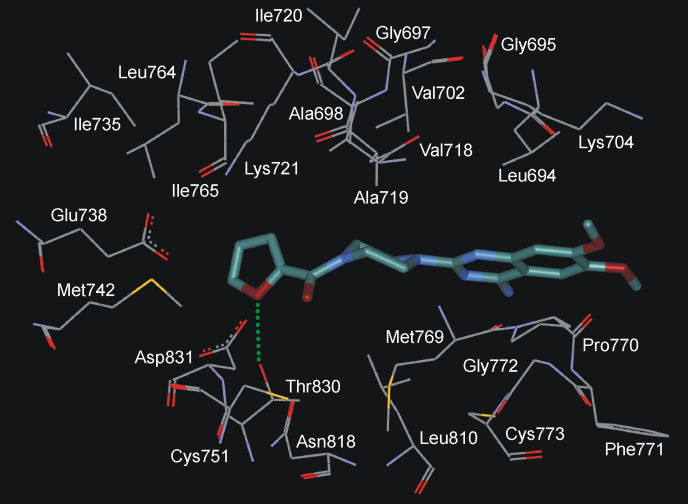 Ile720
Gly697
Gly695
Leu764
Val702
Ala698
Ile735
Lys704
Val718
Lys721
Leu694
Ile765
Ala719
Glu738
Met742
Met769
Pro770
Asp831
Gly772
Thr830
Cys773
Leu810
Asn818
Phe771
Cys751